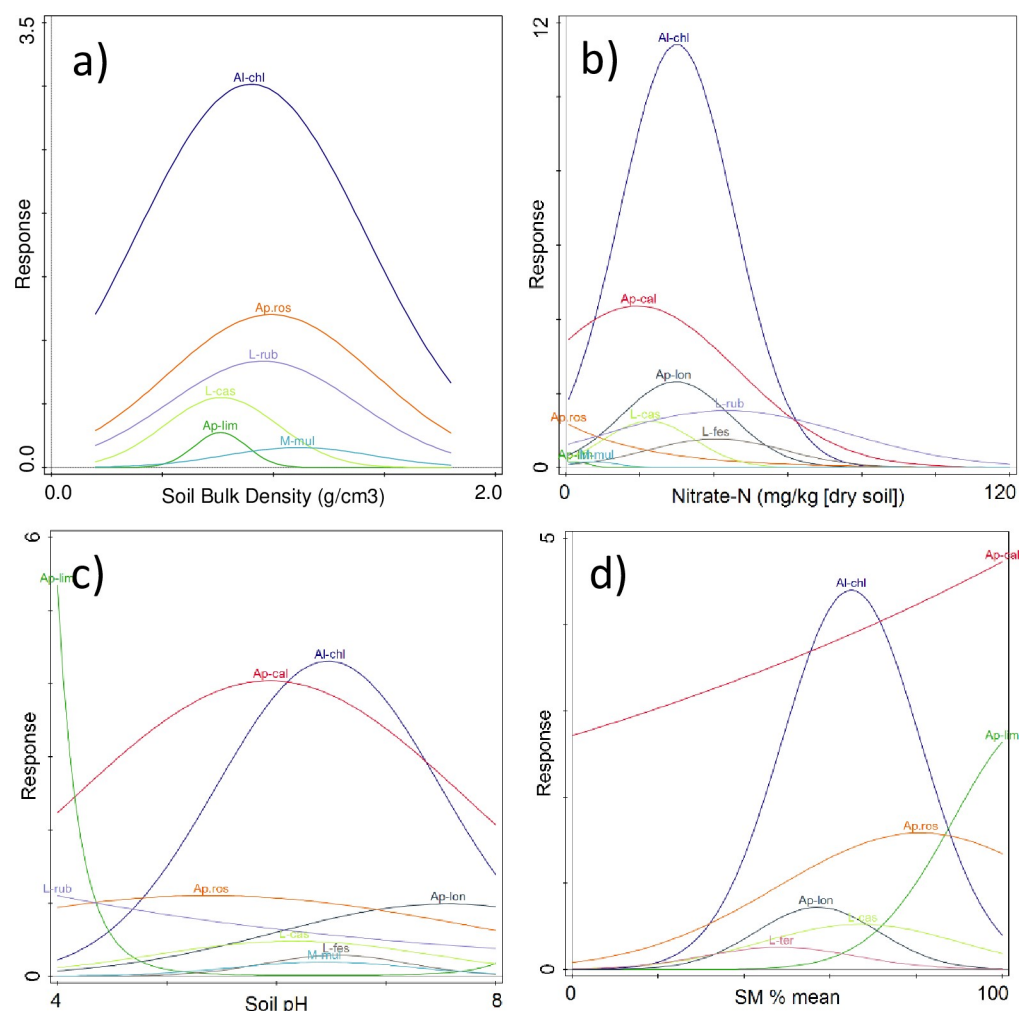 a)
3.5
Response
0.0
Al-chl
Ap.ros
L-rub
L-cas
Ap-lim
M-mul
0.0
Soil Bulk Density (g/cm3)
2.0
b)
12
Response
0
Al-chl
Ap-cal
Ap-lon
L-rub
L-cas
Ap.ros
L-fes
Ap-lim
M-mul
0
Nitrate-N (mg/kg [dry soil])
120
c)
6
Response
0
Ap-lim
Al-chl
Ap-cal
L-rub
Ap.ros
Ap-lon
L-cas
L-fes
M-mul
4
Soil pH
8
d)
5
Response
0
Ap-cal
Al-chl
Ap-lim
Ap.ros
Ap-lon
L-cas
L-ter
0
SM % mean
100